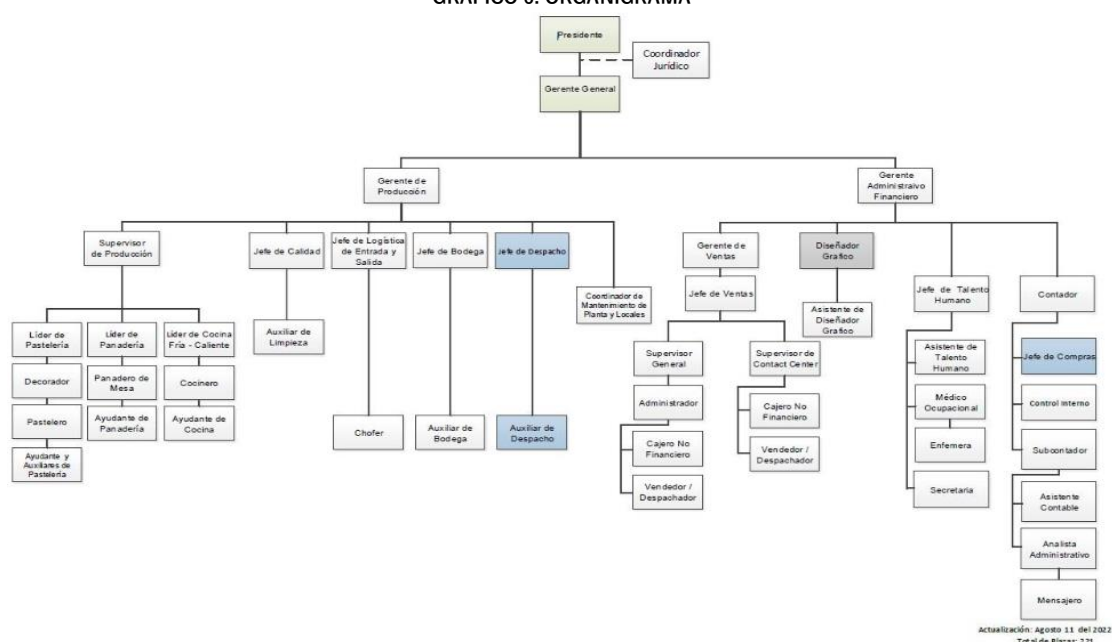 Presidente
Coordinador
Jurídico
Gerente General
Gerente de
Producción
Gerente
Administraivo
Financiero
Supervisor
de Producción
Jefe de Calidad
Jefe de Logística
de Entrada y
Salida
Jefe de Bodega
Jefe de Despacho
Coordinador de
Mantenimiento de
Planta y Locales
Gerente de
Ventas
Diseñador
Grafico
Jefe de Talento
Humano
Contador
Jefe de Ventas
Asistente de
Diseñador
Grafico
Líder de
Pastelería
Líder de
Panadería
Líder de Cocina
Fría - Caliente
Auxiliar de
Limpieza
Supervisor
General
Supervisor de
Contact Center
Asistente de
Talento
Humano
Jefe de Compras
Decorador
Panadero de
Mesa
Cocinero
Administrador
Cajero No
Financiero
Médico
Ocupacional
Control Interno
Pastelero
Ayudante de
Panadería
Ayudante de
Cocina
Chofer
Auxiliar de
Bodega
Auxiliar de
Despacho
Cajero No
Financiero
Vendedor /
Despachador
Enfemera
Subcontador
Ayudante y
Auxiliares de
Pastelería
Vendedor /
Despachador
Secretaria
Asistente
Contable
Analista
Administrativo
Mensajero
Actualización: Agosto 11 del 2022